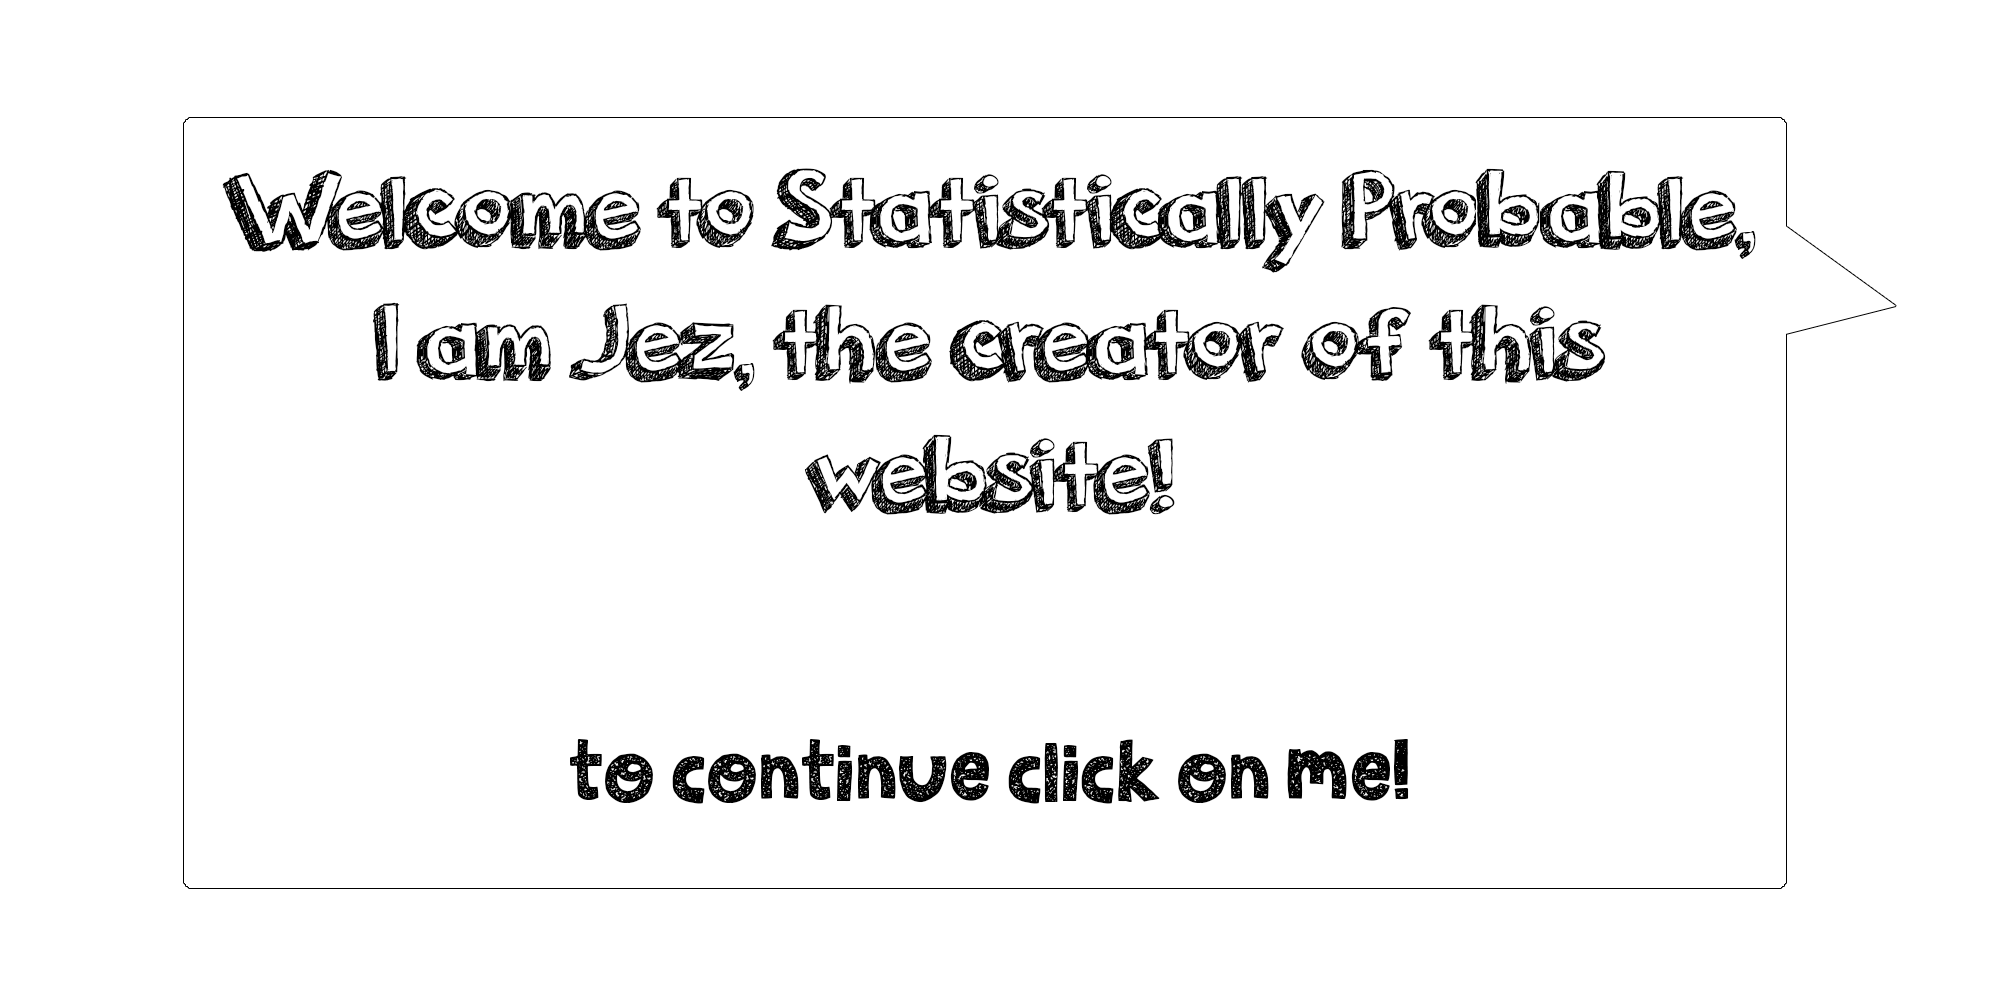 Welcome to Statistically Probable,
I am Jez, the creator of this
website!
to continue click on me!